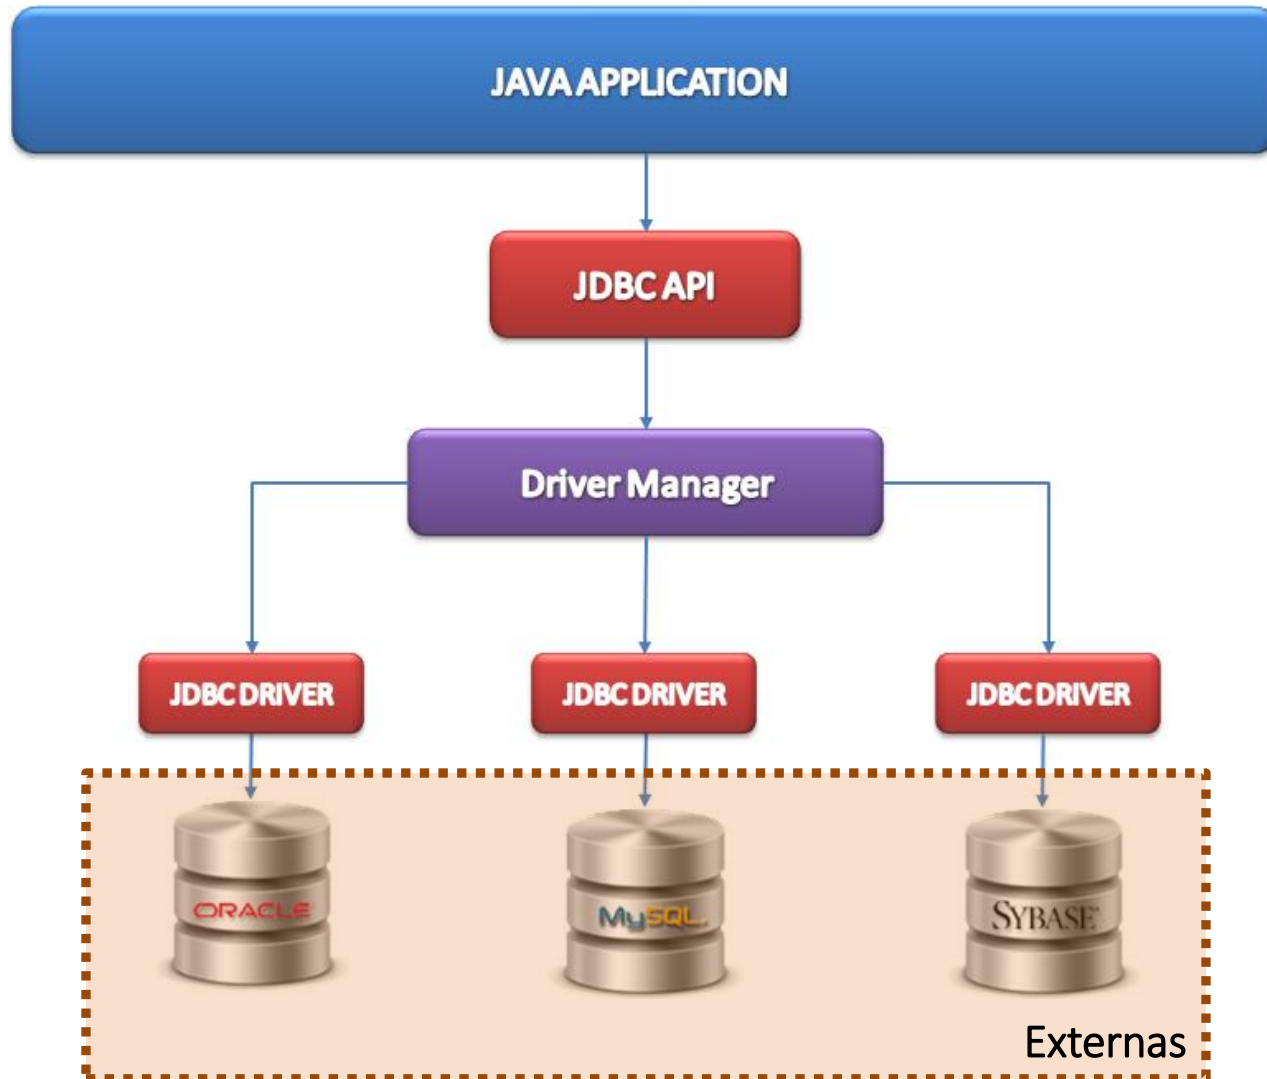 JAVA APPLICATION
JDBC API
Driver Manager
JDBC DRIVER
JDBC DRIVER
JDBC DRIVER
ORACLE
MySQL.
SYBASE
Externas